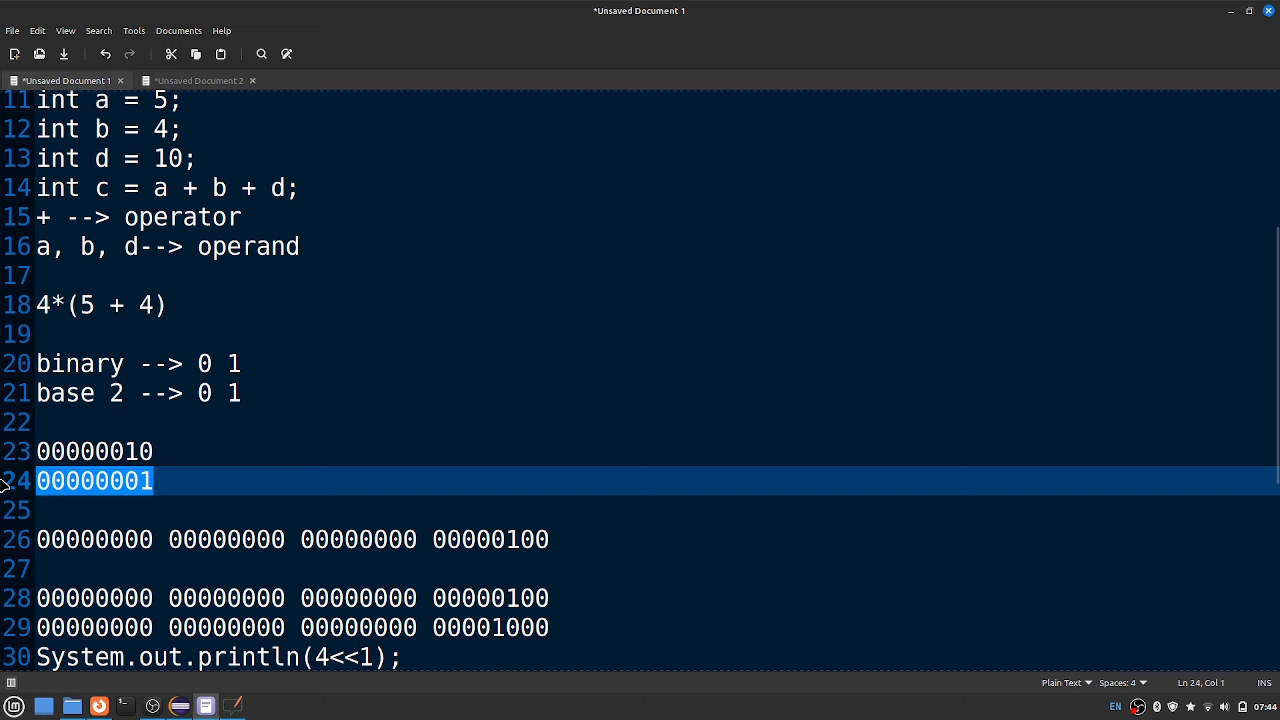 *Unsaved Document 1
File Edit View Search Tools Documents Help
*Unsaved Document 1 *Unsaved Document 2
11 int a = 5;
12 int b = 4;
13 int d = 10;
14 int c = a + b + d;
15 + --> operator
16 a, b, d--> operand
17
18 4*(5 + 4)
19
20 binary --> 0 1
21 base 2 --> 0 1
22
23 00000010
24 00000001
25
26 00000000 00000000 00000000 00000100
27
28 00000000 00000000 00000000 00000100
29 00000000 00000000 00000000 00001000
30 System.out.println(4<<1);
Plain Text Spaces: 4 Ln 24, Col 1 INS
EN 07:44